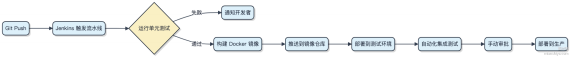 Git Push
Jenkins 触发流水线
运行单元测试
失败
通知开发者
通过
构建 Docker 镜像
推送到镜像仓库
部署到测试环境
自动化集成测试
手动审批
部署到生产